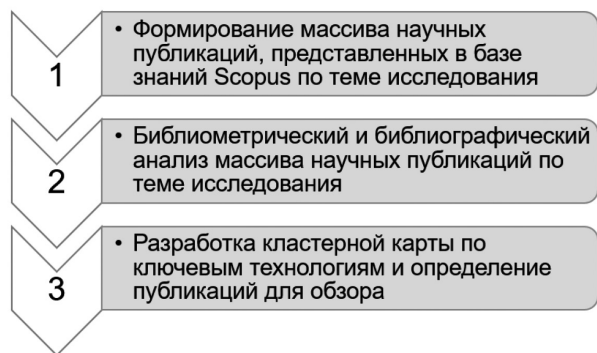 1
• Формирование массива научных
публикаций, представленных в базе
знаний Scopus по теме исследования
2
• Библиометрический и библиографический
анализ массива научных публикаций по
теме исследования
3
• Разработка кластерной карты по
ключевым технологиям и определение
публикаций для обзора